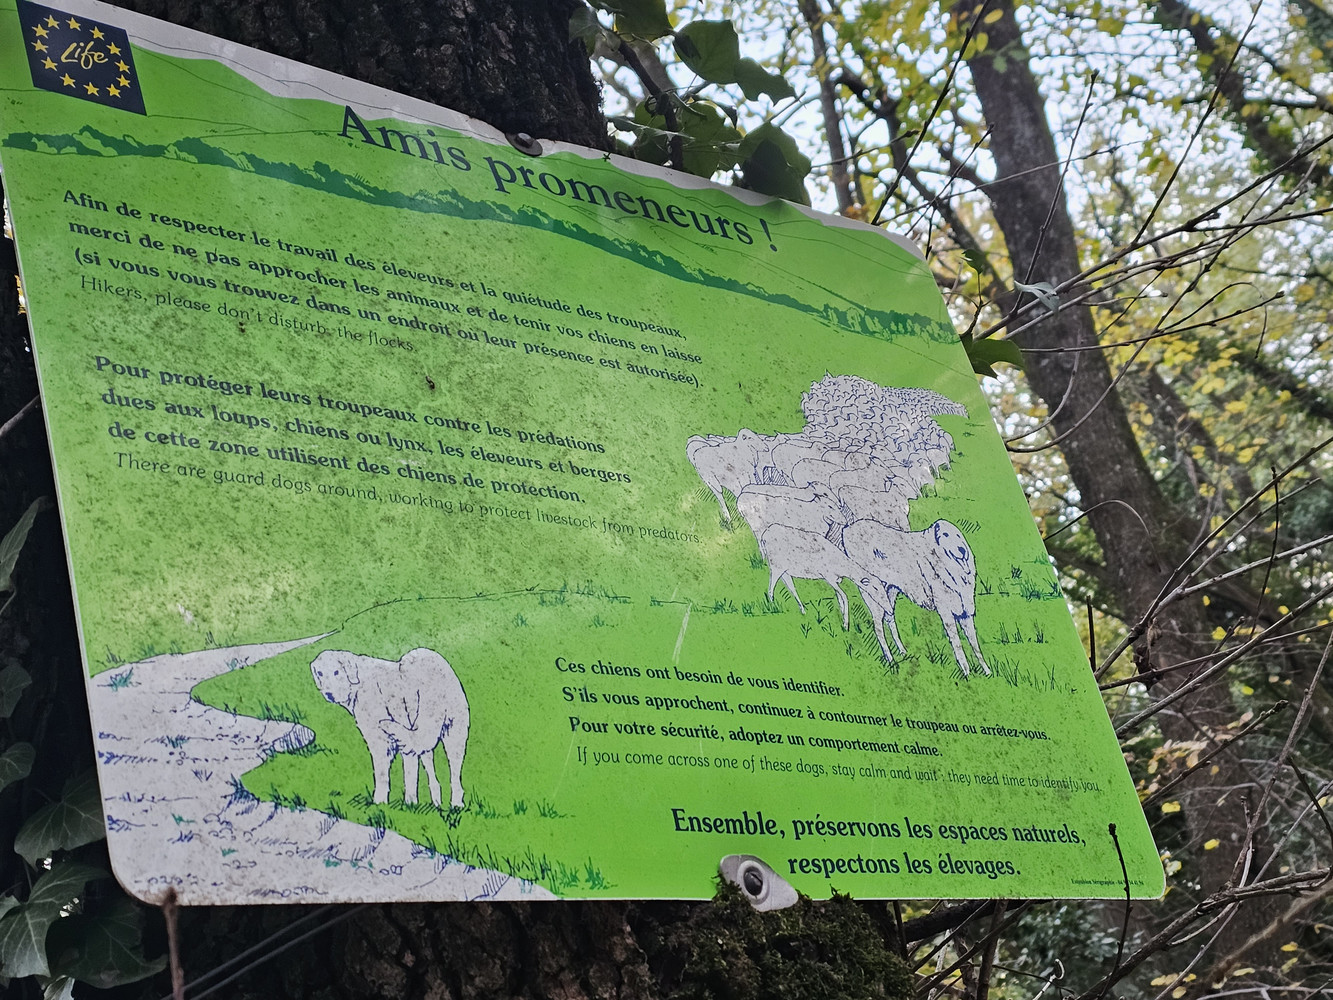 Life
Amis promeneurs !
Afin de respecter le travail des éleveurs et la quiétude des troupeaux,
merci de ne pas approcher les animaux et de tenir vos chiens en laisse
(si vous vous trouvez dans un endroit où leur présence est autorisée).
Hikers, please don't disturb the flocks.
Pour protéger leurs troupeaux contre les prédations
dues aux loups, chiens ou lynx, les éleveurs et bergers
de cette zone utilisent des chiens de protection.
There are guard dogs around, working to protect livestock from predators.
Ces chiens ont besoin de vous identifier.
S'ils vous approchent, continuez à contourner le troupeau ou arrêtez-vous.
Pour votre sécurité, adoptez un comportement calme.
If you come across one of these dogs, stay calm and wait ; they need time to identify you.
Ensemble, préservons les espaces naturels,
respectons les élevages.